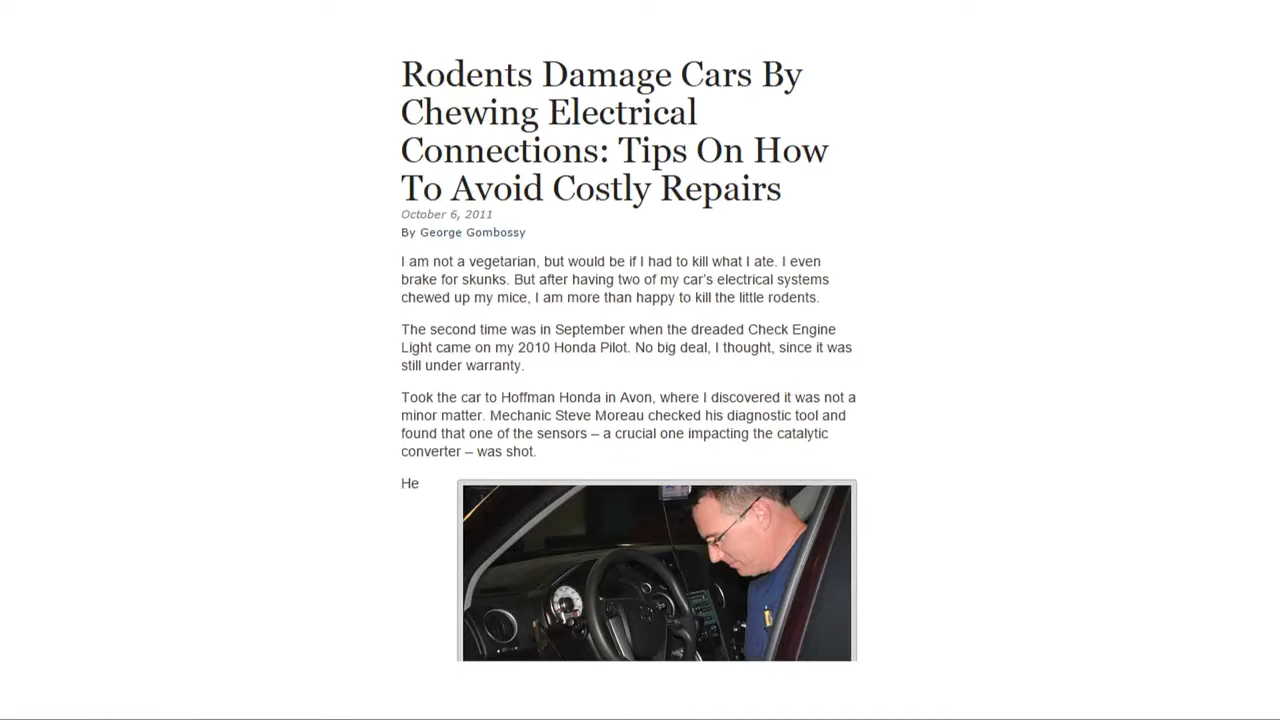 Rodents Damage Cars By
Chewing Electrical
Connections: Tips On How
To Avoid Costly Repairs
October 6, 2011
By George Gombossy
I am not a vegetarian, but would be if I had to kill what I ate. I even
brake for skunks. But after having two of my car's electrical systems
chewed up my mice, I am more than happy to kill the little rodents.
The second time was in September when the dreaded Check Engine
Light came on my 2010 Honda Pilot. No big deal, I thought, since it was
still under warranty.
Took the car to Hoffman Honda in Avon, where I discovered it was not a
minor matter. Mechanic Steve Moreau checked his diagnostic tool and
found that one of the sensors – a crucial one impacting the catalytic
converter – was shot.
He